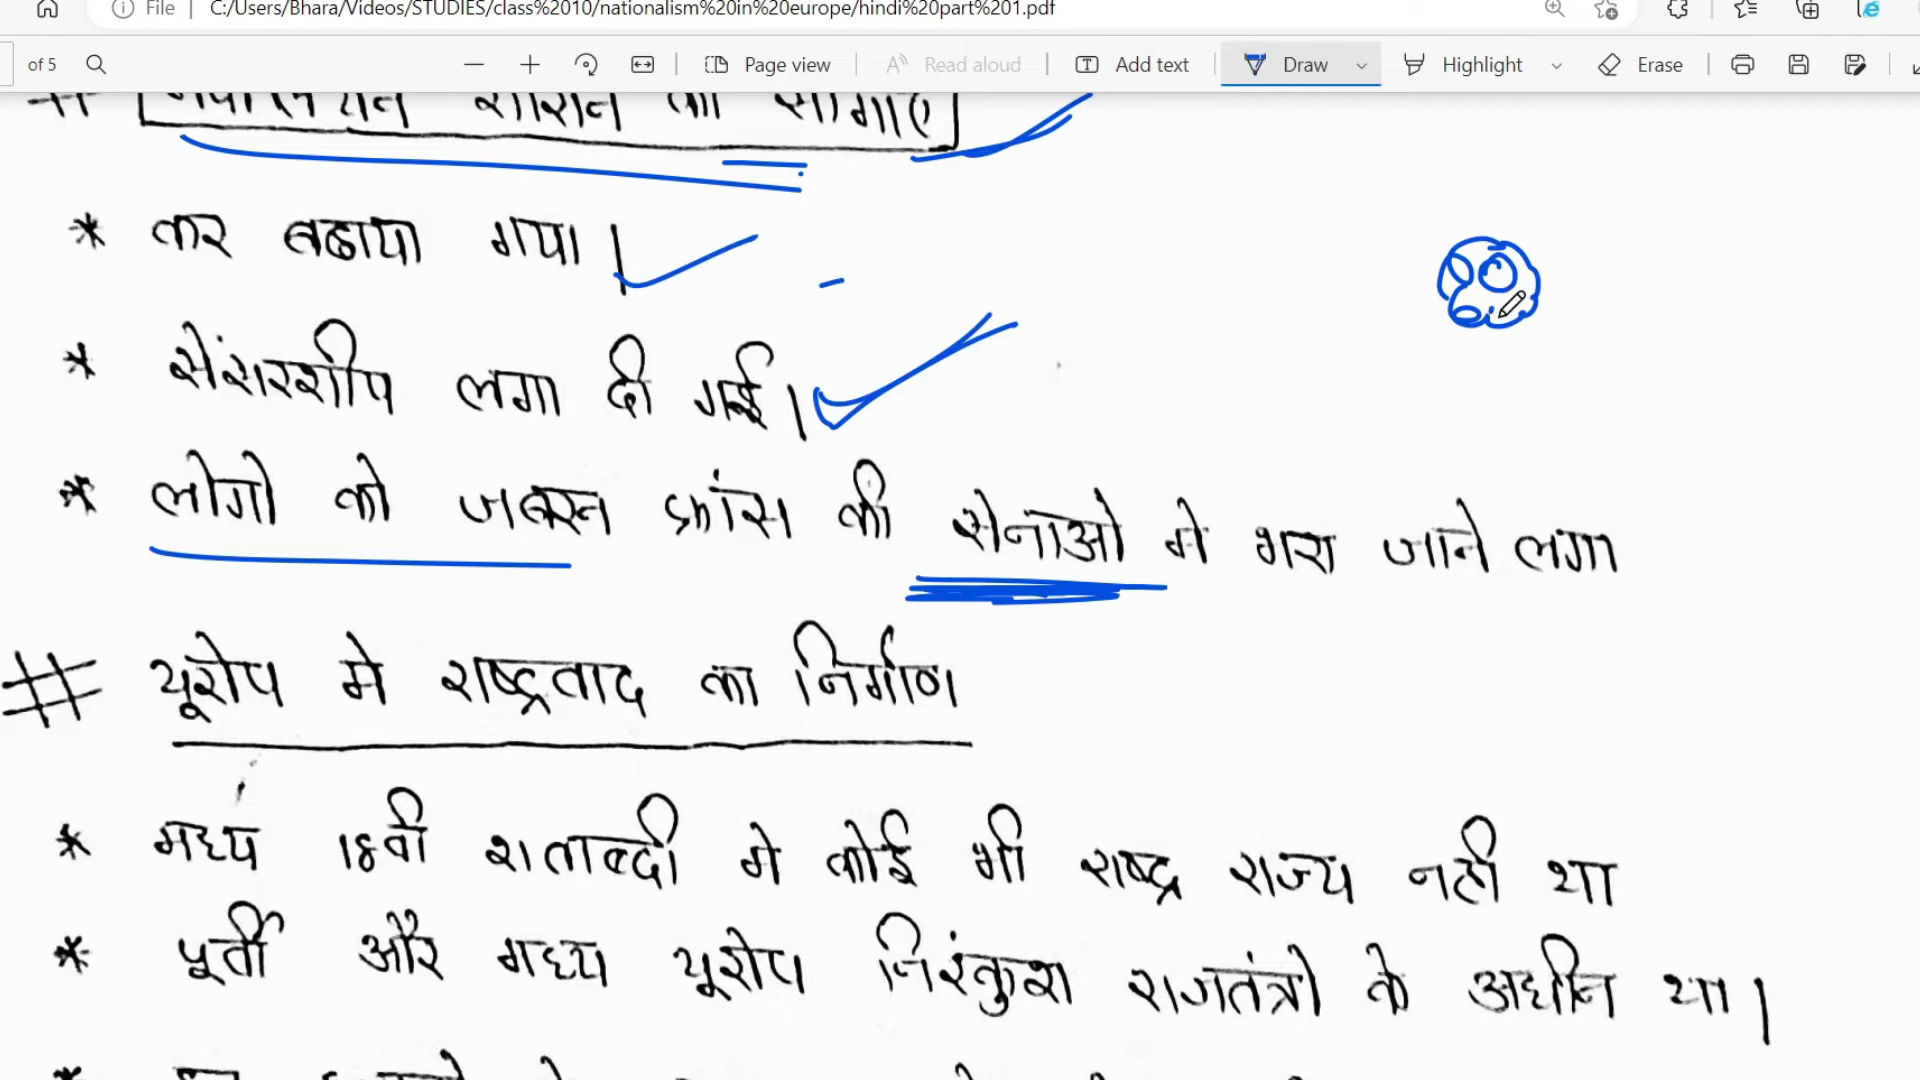 File | C:/Users/Bhara/Videos/STUDIES/class%2010/nationalism%20in%20europe/hindi%20part%201.pdf
of 5 Page view Read aloud Add text Draw Highlight Erase
# शासन की
* कर बढाया गया |
* सेंसरशीप लगा दी गई |
* लोगो को जबरन फ्रांस की सेनाओ मे भरा जाने लगा
# यूरोप मे राष्ट्रवाद का निर्माण
* मध्य 18वी शताब्दी मे कोई भी राष्ट्र राज्य नही था
* पूर्वी और मध्य यूरोप निरंकुश राजतंत्रो के अधीन था |